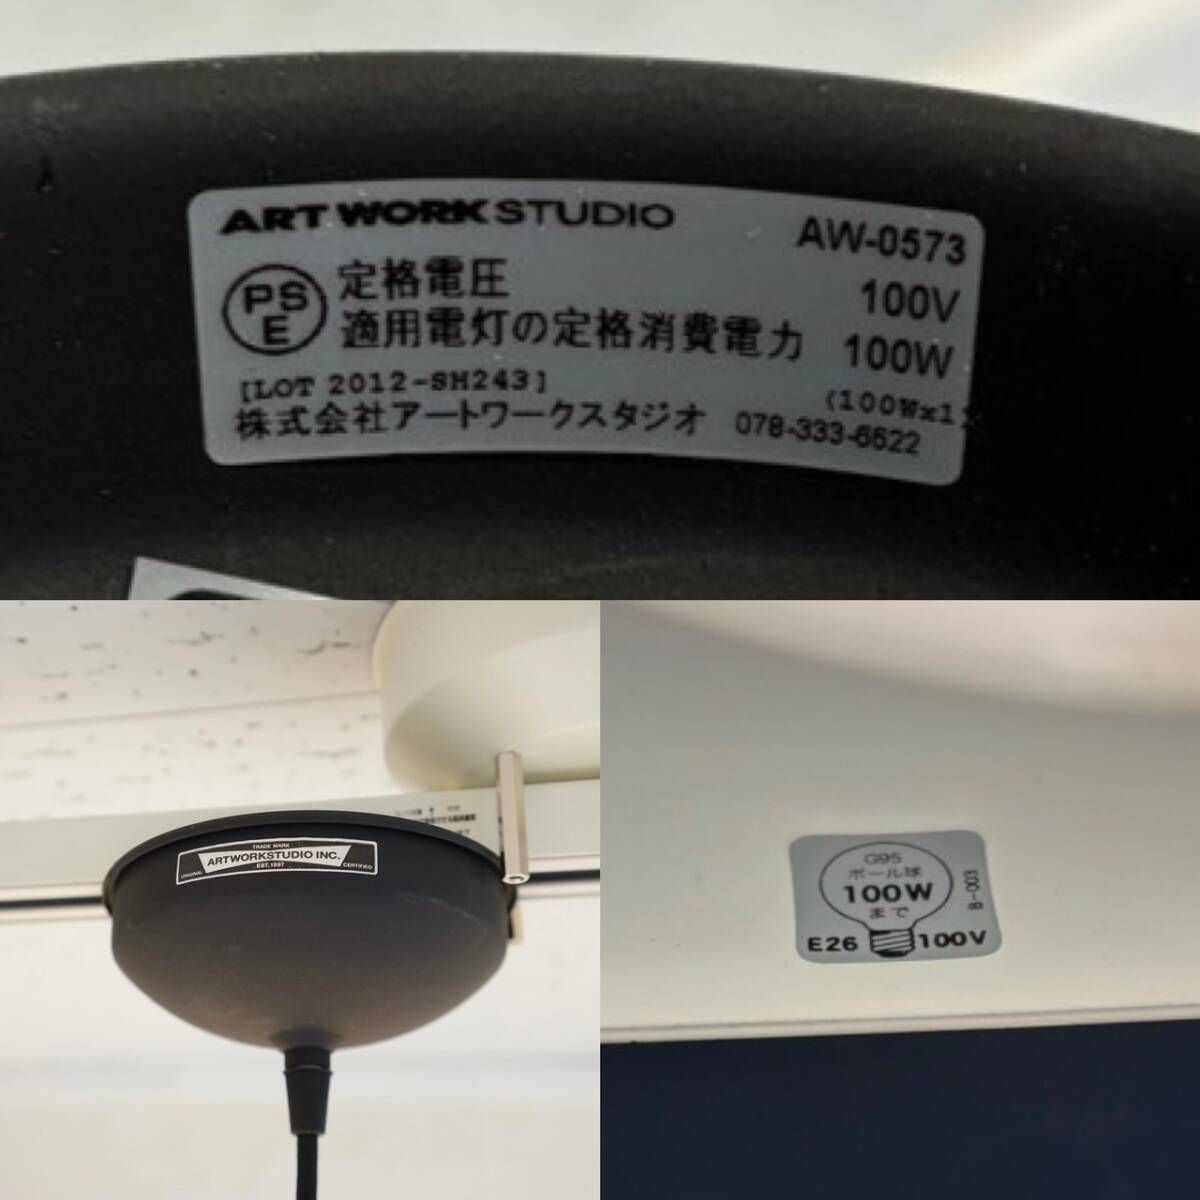 ART WORK STUDIO AW-0573
PSE 定格電圧 100V
適用電灯の定格消費電力 100W
[LOT 2012-SH243] (100Wx1)
株式会社アートワークスタジオ 078-333-6622
TRADE MARK
ARTWORKSTUDIO INC.
ORIGINAL EST.1997 CERTIFIED
G95
ボール球
100W
まで
E26 100V
B-003